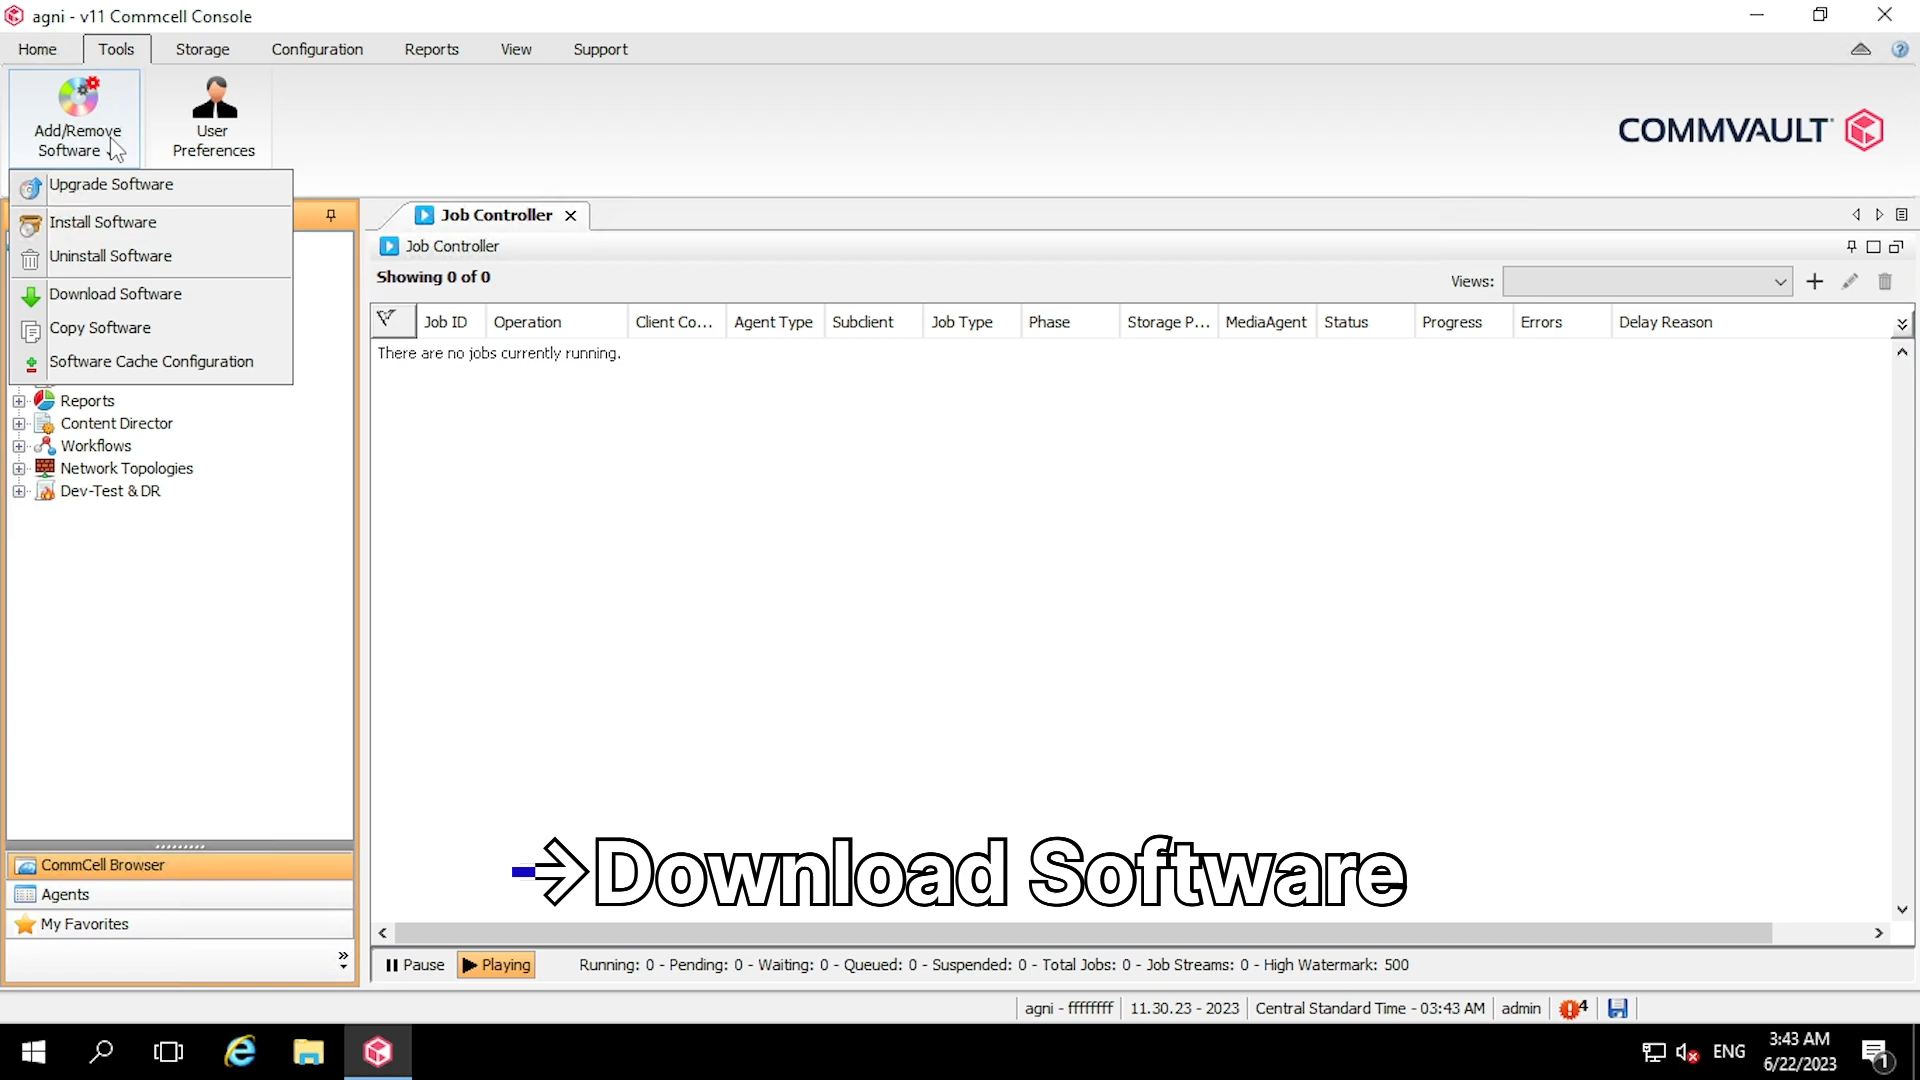 agni - v11 Commcell Console
Home Tools Storage Configuration Reports View Support
Add/Remove
Software
User
Preferences
COMMVAULT
Upgrade Software
Install Software
Uninstall Software
Download Software
Copy Software
Software Cache Configuration
Reports
Content Director
Workflows
Network Topologies
Dev-Test & DR
CommCell Browser
Agents
My Favorites
Job Controller
Job Controller
Showing 0 of 0
Views:
Job ID Operation Client Co... Agent Type Subclient Job Type Phase Storage P... MediaAgent Status Progress Errors Delay Reason
There are no jobs currently running.
→Download Software
Pause Playing Running: 0 - Pending: 0 - Waiting: 0 - Queued: 0 - Suspended: 0 - Total Jobs: 0 - Job Streams: 0 - High Watermark: 500
agni - ffffffff 11.30.23 - 2023 Central Standard Time - 03:43 AM admin 4
ENG
3:43 AM
6/22/2023
1